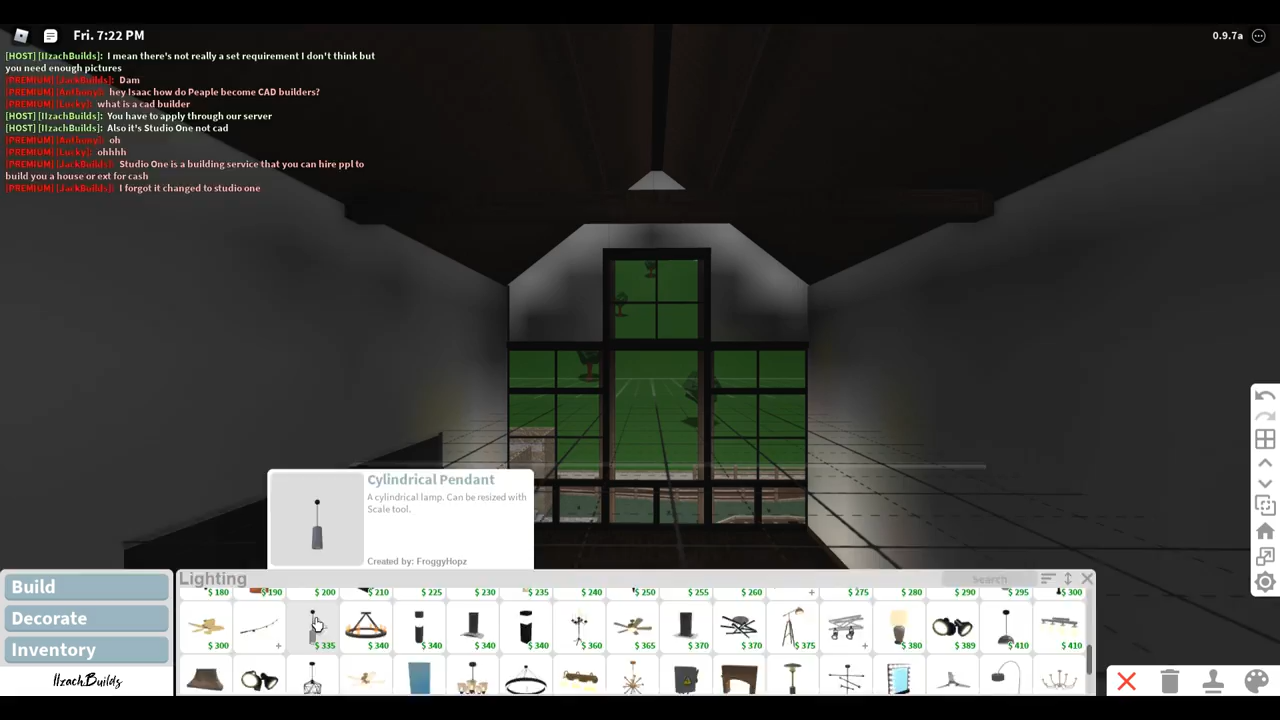 Fri. 7:22 PM
0.9.7a
[HOST] [IIzachBuilds]: I mean there's not really a set requirement I don't think but
you need enough pictures
[PREMIUM] [JackBuilds]: Dam
[PREMIUM] [Anthony]: hey Isaac how do Peaple become CAD builders?
[PREMIUM] [Lucky]: what is a cad builder
[HOST] [IIzachBuilds]: You have to apply through our server
[HOST] [IIzachBuilds]: Also it's Studio One not cad
[PREMIUM] [Anthony]: oh
[PREMIUM] [Lucky]: ohhhh
[PREMIUM] [JackBuilds]: Studio One is a building service that you can hire ppl to
build you a house or ext for cash
[PREMIUM] [JackBuilds]: I forgot it changed to studio one
Cylindrical Pendant
A cylindrical lamp. Can be resized with
Scale tool.
Created by: FroggyHopz
Build
Decorate
Inventory
IIzachBuilds
Lighting
Search
$ 180 $ 190 $ 200 $ 210 $ 225 $ 230 $ 235 $ 240 $ 250 $ 255 $ 260 + $ 275 $ 280 $ 290 $ 295 $ 300
$ 300 + $ 335 $ 340 $ 340 $ 340 $ 340 $ 360 $ 365 $ 370 $ 370 $ 375 + $ 380 $ 389 $ 410 $ 410